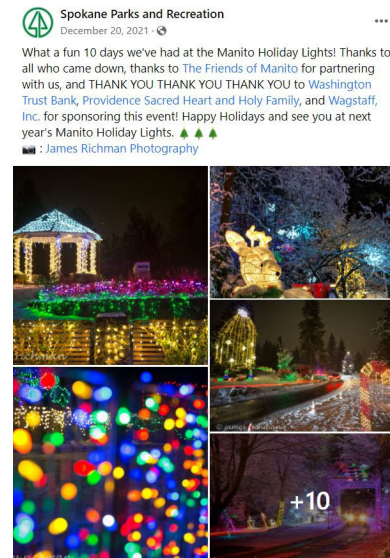 Spokane Parks and Recreation
December 20, 2021 ·
What a fun 10 days we've had at the Manito Holiday Lights! Thanks to
all who came down, thanks to The Friends of Manito for partnering
with us, and THANK YOU THANK YOU THANK YOU to Washington
Trust Bank, Providence Sacred Heart and Holy Family, and Wagstaff,
Inc. for sponsoring this event! Happy Holidays and see you at next
year's Manito Holiday Lights. 🌲🌲🌲
📷 : James Richman Photography
richman
© james richman
+10